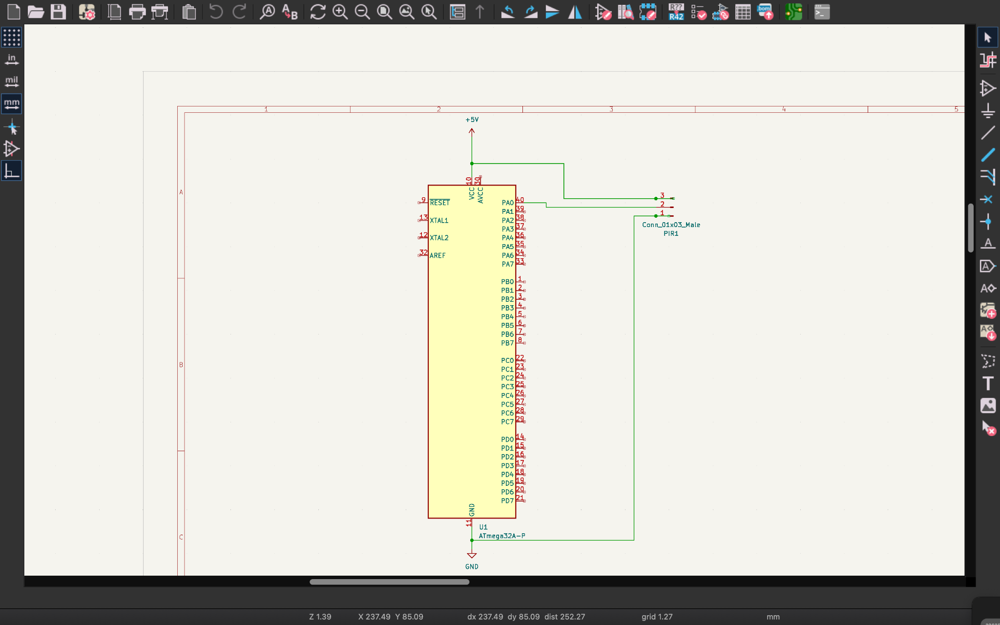 A
A B
R??
R42
bom
in
mil
mm
1 2 3 4 5
+5V
10 30
VCC AVCC
A
9 RESET PA0 40
PA1 39
13 XTAL1 PA2 38
PA3 37
12 XTAL2 PA4 36
PA5 35
32 AREF PA6 34
PA7 33
3
2
1
Conn_01x03_Male
PIR1
PB0 1
PB1 2
PB2 3
PB3 4
PB4 5
PB5 6
PB6 7
PB7 8
B
PC0 22
PC1 23
PC2 24
PC3 25
PC4 26
PC5 27
PC6 28
PC7 29
PD0 14
PD1 15
PD2 16
PD3 17
PD4 18
PD5 19
PD6 20
PD7 21
GND
11
U1
ATmega32A-P
C
GND
A
A
A
A
T
Z 1.39 X 237.49 Y 85.09 dx 237.49 dy 85.09 dist 252.27 grid 1.27 mm